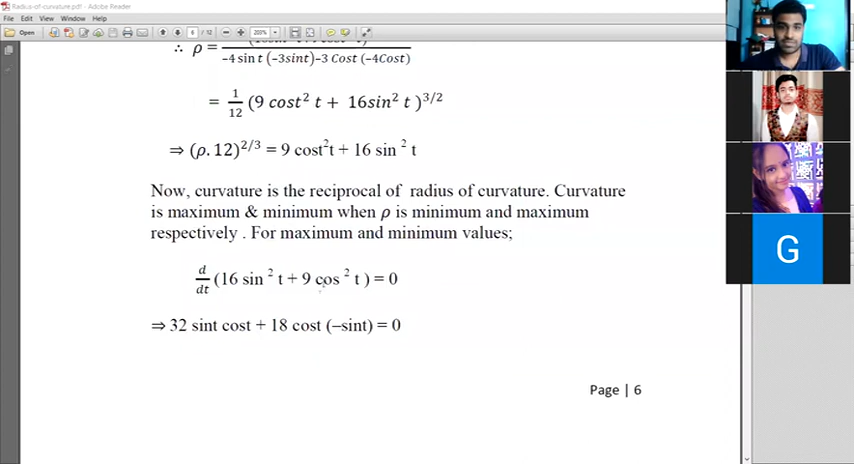 Radius-of-curvature.pdf - Adobe Reader
File Edit View Window Help
Open 6 / 12 203%
∴ ρ =
-4 sin t (-3sint)-3 Cost (-4Cost)
= 1/12 (9 cost² t + 16sin² t )^3/2
⇒ (ρ. 12)^2/3 = 9 cost²t + 16 sin ² t
Now, curvature is the reciprocal of radius of curvature. Curvature
is maximum & minimum when ρ is minimum and maximum
respectively . For maximum and minimum values;
d/dt (16 sin ² t + 9 cos ² t ) = 0
⇒ 32 sint cost + 18 cost (–sint) = 0
Page | 6
G